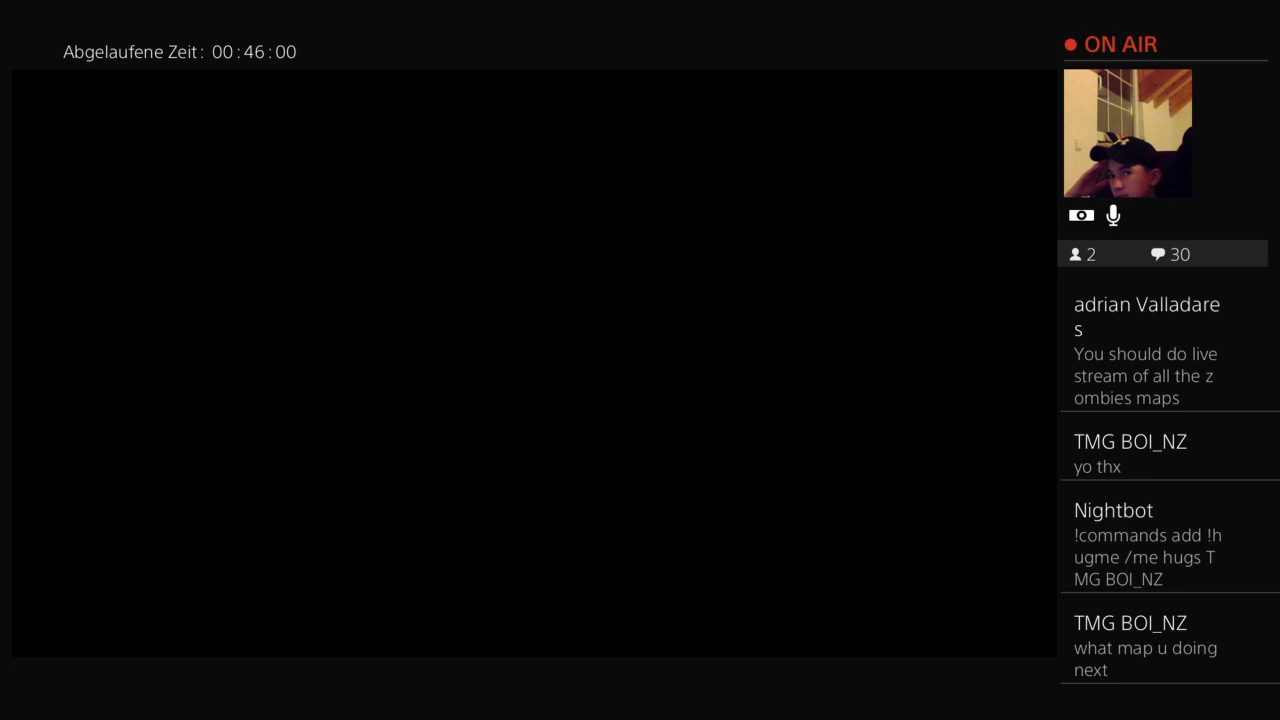 Abgelaufene Zeit: 00:46:00
ON AIR
2
30
adrian Valladare
s
You should do live
stream of all the z
ombies maps
TMG BOI_NZ
yo thx
Nightbot
!commands add !h
ugme /me hugs T
MG BOI_NZ
TMG BOI_NZ
what map u doing
next